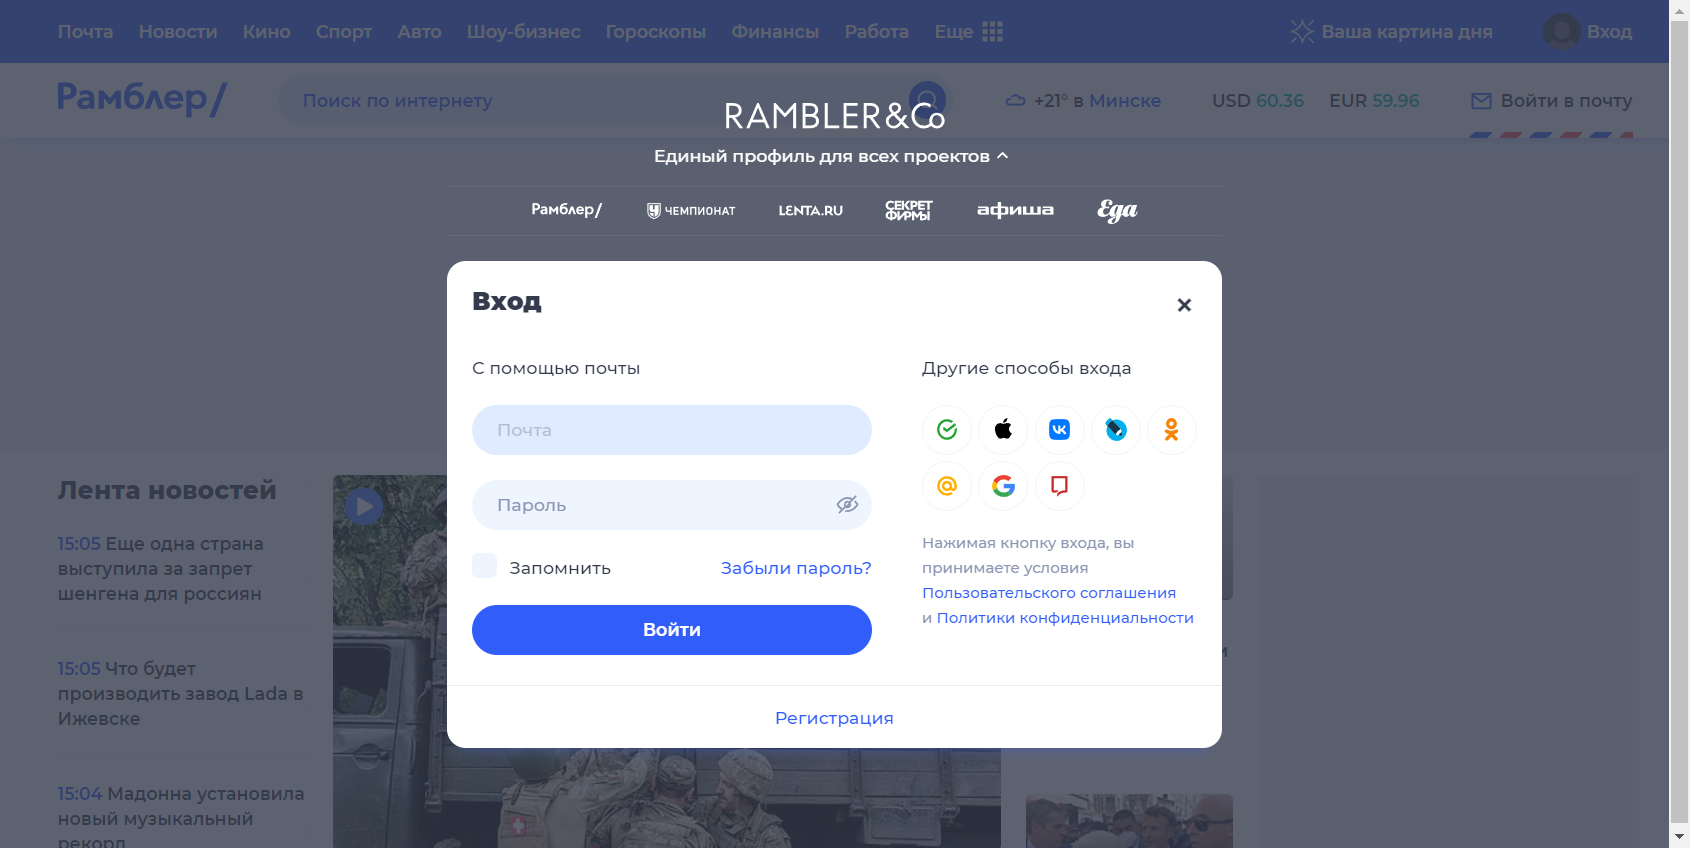 Почта Новости Кино Спорт Авто Шоу-бизнес Гороскопы Финансы Работа Еще Ваша картина дня Вход
Рамблер/ Поиск по интернету +21° в Минске USD 60.36 EUR 59.96 Войти в почту
RAMBLER&Co
Единый профиль для всех проектов
Рамблер/ ЧЕМПИОНАТ LENTA.RU СЕКРЕТ ФИРМЫ афиша Еда
Вход
С помощью почты
Почта
Пароль
Запомнить Забыли пароль?
Войти
Другие способы входа
Нажимая кнопку входа, вы
принимаете условия
Пользовательского соглашения
и Политики конфиденциальности
Регистрация
Лента новостей
15:05 Еще одна страна
выступила за запрет
шенгена для россиян
15:05 Что будет
производить завод Lada в
Ижевске
15:04 Мадонна установила
новый музыкальный
рекорд